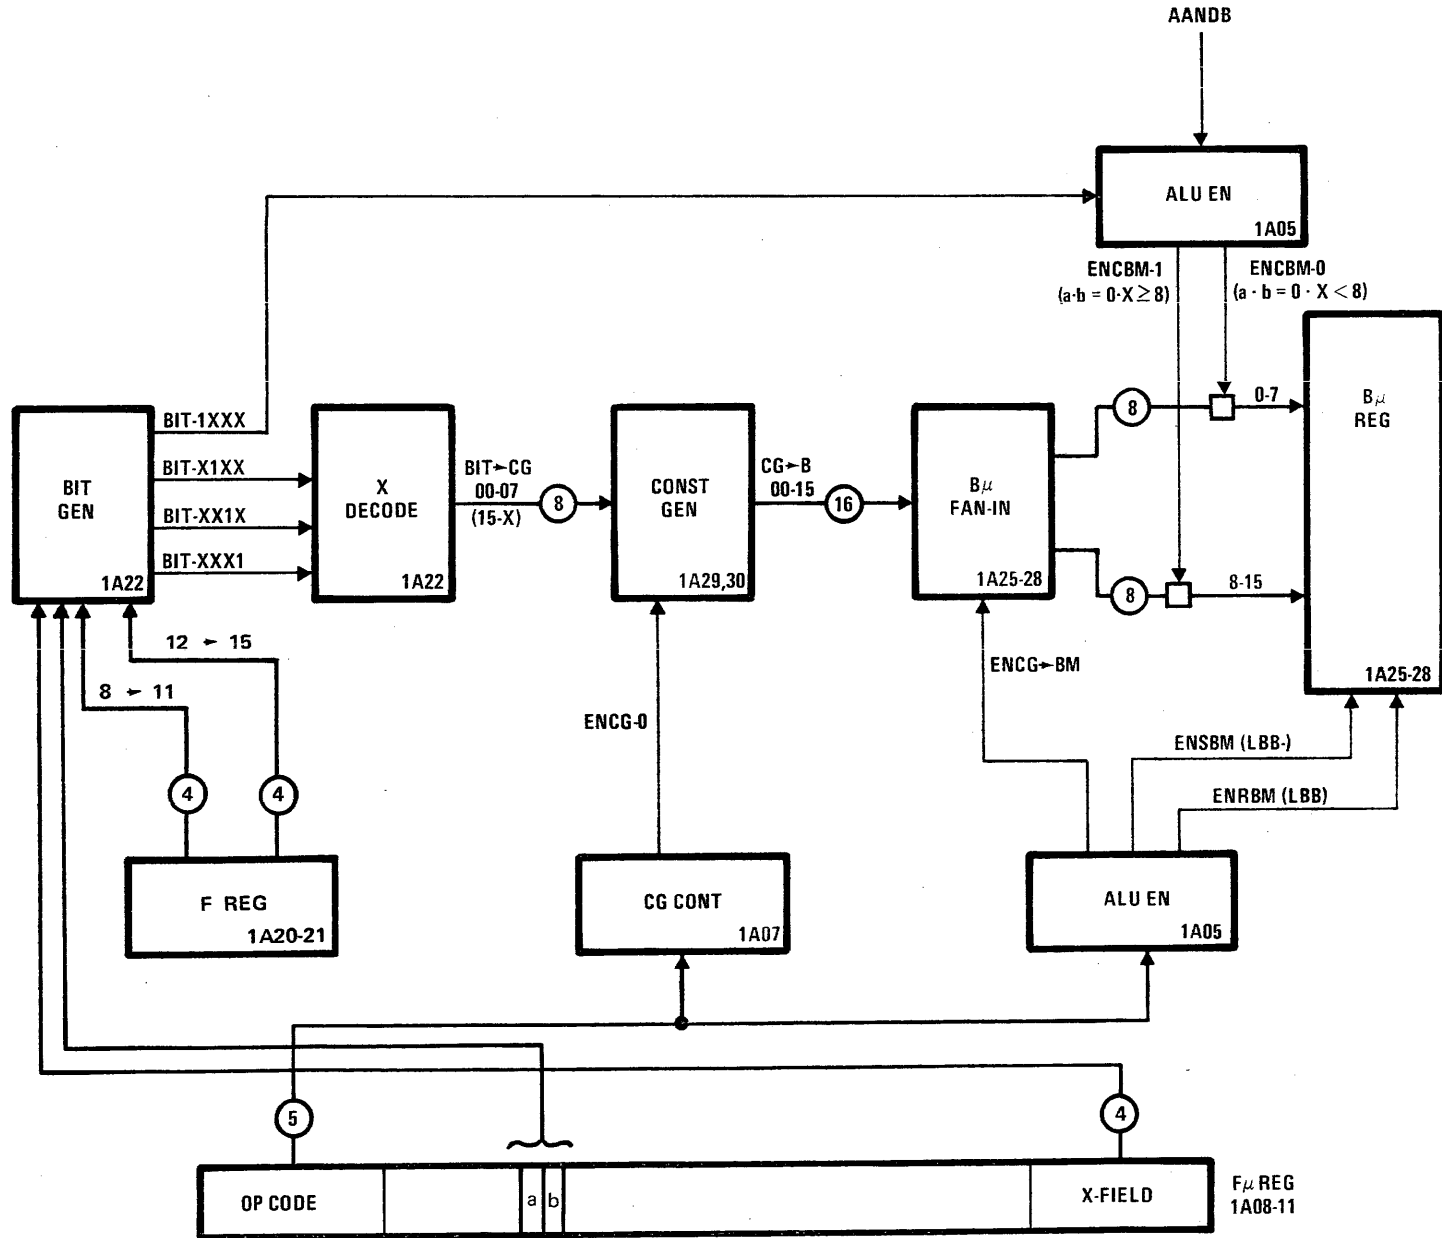 AANDB
ALU EN
1A05
ENCBM-1
(a·b = 0·X ≥ 8)
ENCBM-0
(a · b = 0 · X < 8)
BIT
GEN
1A22
BIT-1XXX
BIT-X1XX
BIT-XX1X
BIT-XXX1
X
DECODE
1A22
BIT→CG
00-07
(15-X)
8
CONST
GEN
1A29,30
CG→B
00-15
16
Bμ
FAN-IN
1A25-28
8
0-7
8
8-15
Bμ
REG
1A25-28
12 → 15
8 → 11
4
4
F REG
1A20-21
ENCG-0
CG CONT
1A07
ENCG→BM
ENSBM (LBB-)
ENRBM (LBB)
ALU EN
1A05
5
4
OP CODE
a
b
X-FIELD
Fμ REG
1A08-11